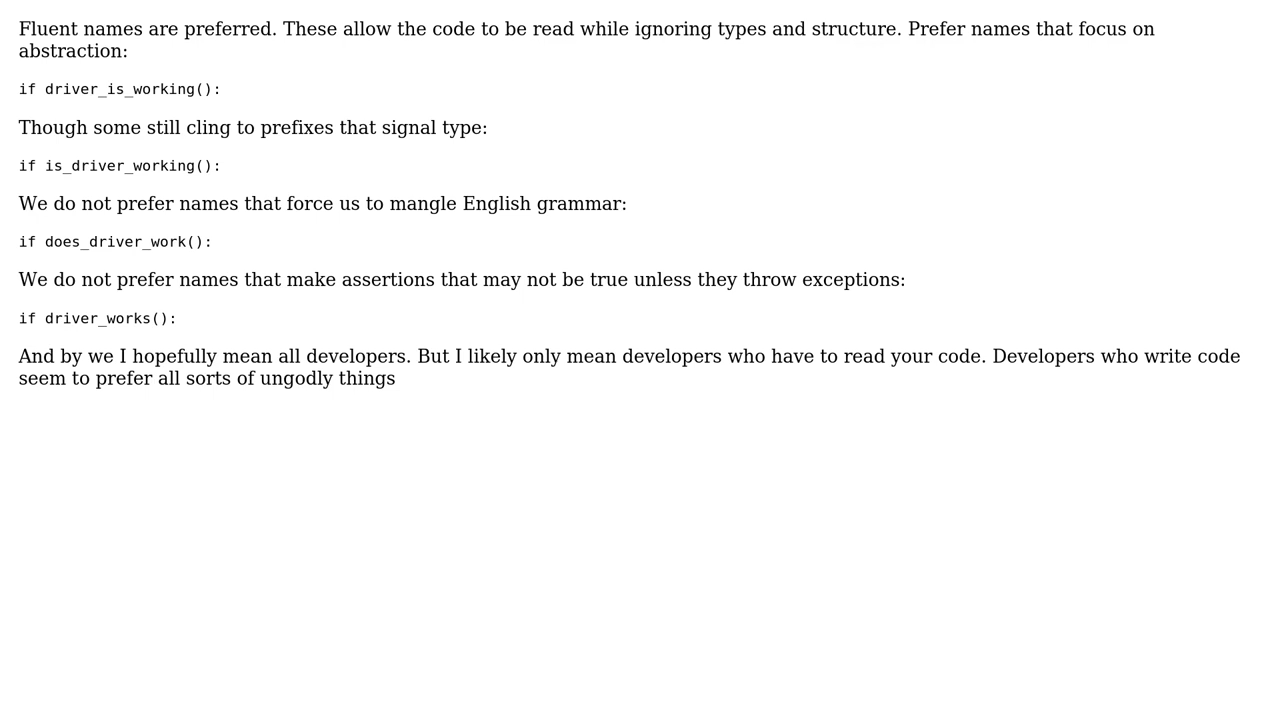 Fluent names are preferred. These allow the code to be read while ignoring types and structure. Prefer names that focus on
abstraction:
if driver_is_working():
Though some still cling to prefixes that signal type:
if is_driver_working():
We do not prefer names that force us to mangle English grammar:
if does_driver_work():
We do not prefer names that make assertions that may not be true unless they throw exceptions:
if driver_works():
And by we I hopefully mean all developers. But I likely only mean developers who have to read your code. Developers who write code
seem to prefer all sorts of ungodly things